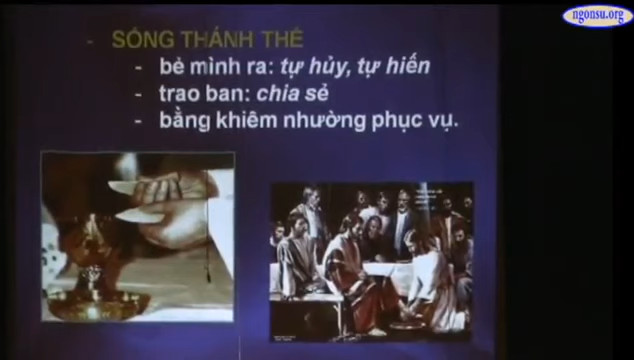 ngonsu.org
- SỐNG THÁNH THỂ
- bẻ mình ra: tự hủy, tự hiến
- trao ban: chia sẻ
- bằng khiêm nhường phục vụ.